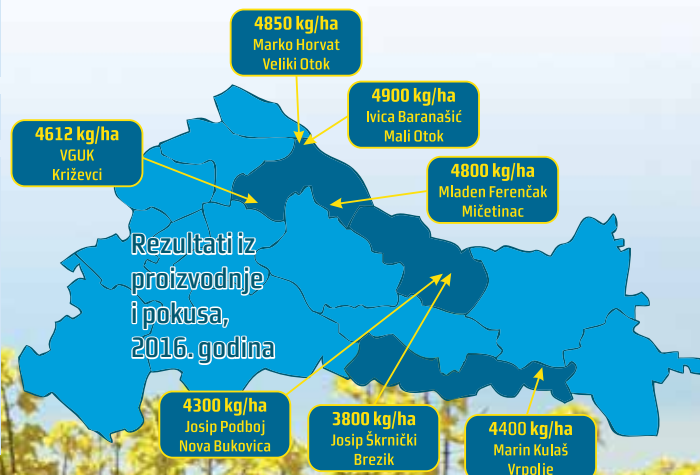 4850 kg/ha
Marko Horvat
Veliki Otok
4900 kg/ha
Ivica Baranašić
Mali Otok
4612 kg/ha
VGUK
Križevci
4800 kg/ha
Mladen Ferenčak
Mičetinac
Rezultati iz
proizvodnje
i pokusa,
2016. godina
4300 kg/ha
Josip Podboj
Nova Bukovica
3800 kg/ha
Josip Škrnički
Brezik
4400 kg/ha
Marin Kulaš
Vrpolje